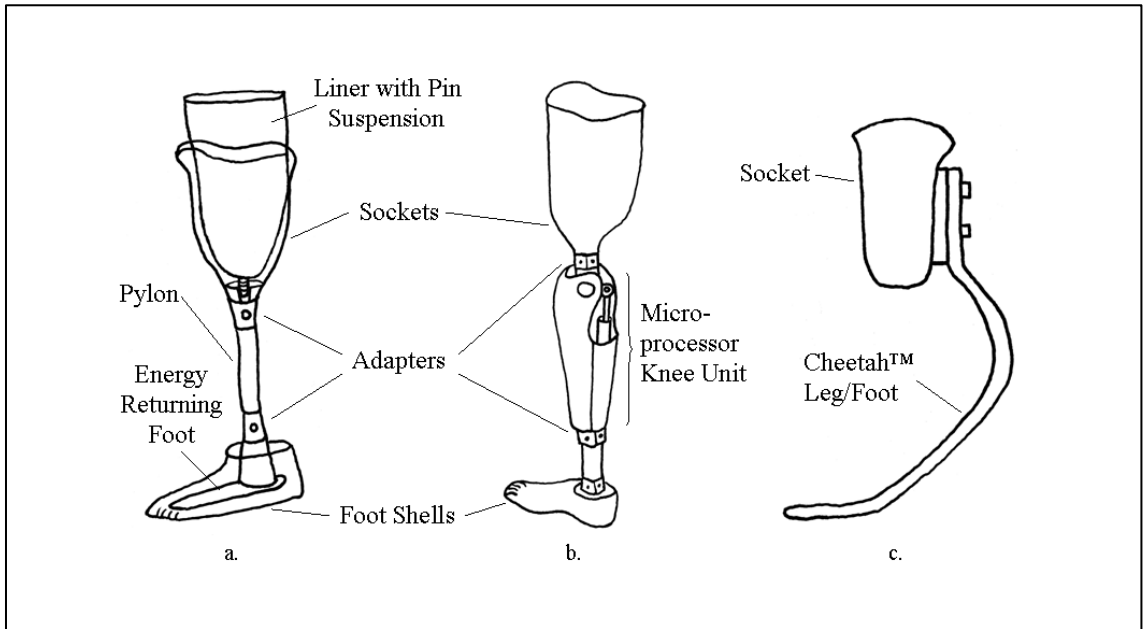 Liner with Pin
Suspension
Sockets
Pylon
Adapters
Energy
Returning
Foot
Foot Shells
Micro-
processor
Knee Unit
Socket
Cheetah™
Leg/Foot
a.
b.
c.